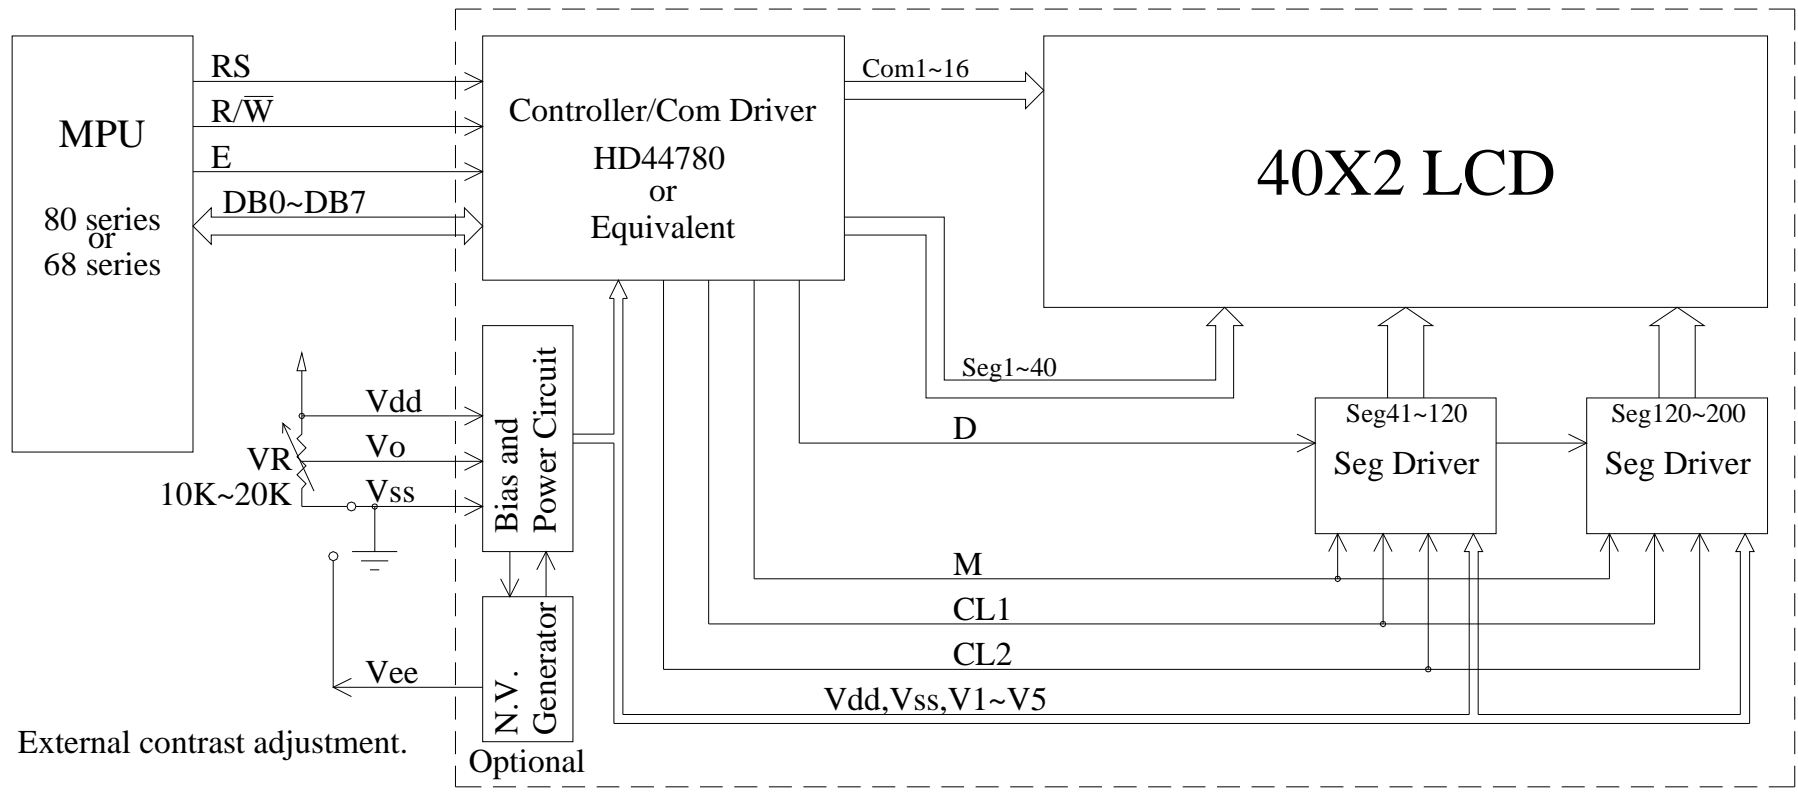 RS
R/W̅
E
DB0~DB7
MPU
80 series
or
68 series
Controller/Com Driver
HD44780
or
Equivalent
Com1~16
40X2 LCD
Seg1~40
D
Seg41~120
Seg Driver
Seg120~200
Seg Driver
Vdd
Vo
Vss
VR
10K~20K
Bias and
Power Circuit
M
CL1
CL2
Vdd,Vss,V1~V5
Vee
N.V.
Generator
Optional
External contrast adjustment.